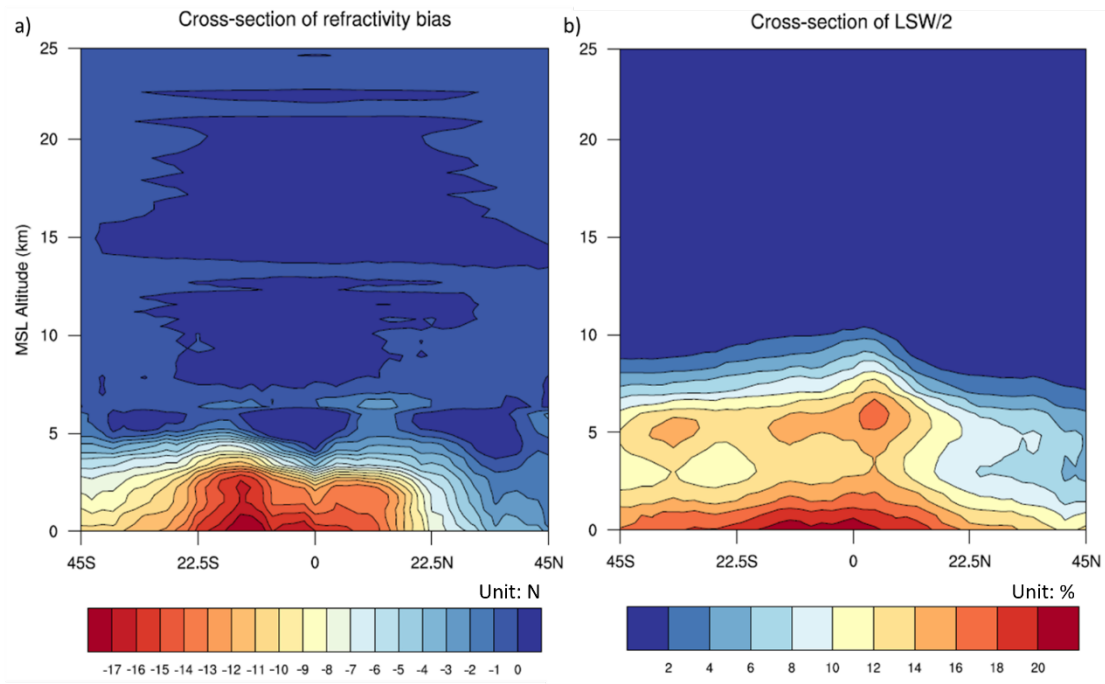 a) Cross-section of refractivity bias
25
20
15
10
5
0
MSL Altitude (km)
45S 22.5S 0 22.5N 45N
Unit: N
-17 -16 -15 -14 -13 -12 -11 -10 -9 -8 -7 -6 -5 -4 -3 -2 -1 0
b) Cross-section of LSW/2
25
20
15
10
5
0
45S 22.5S 0 22.5N 45N
Unit: %
2 4 6 8 10 12 14 16 18 20